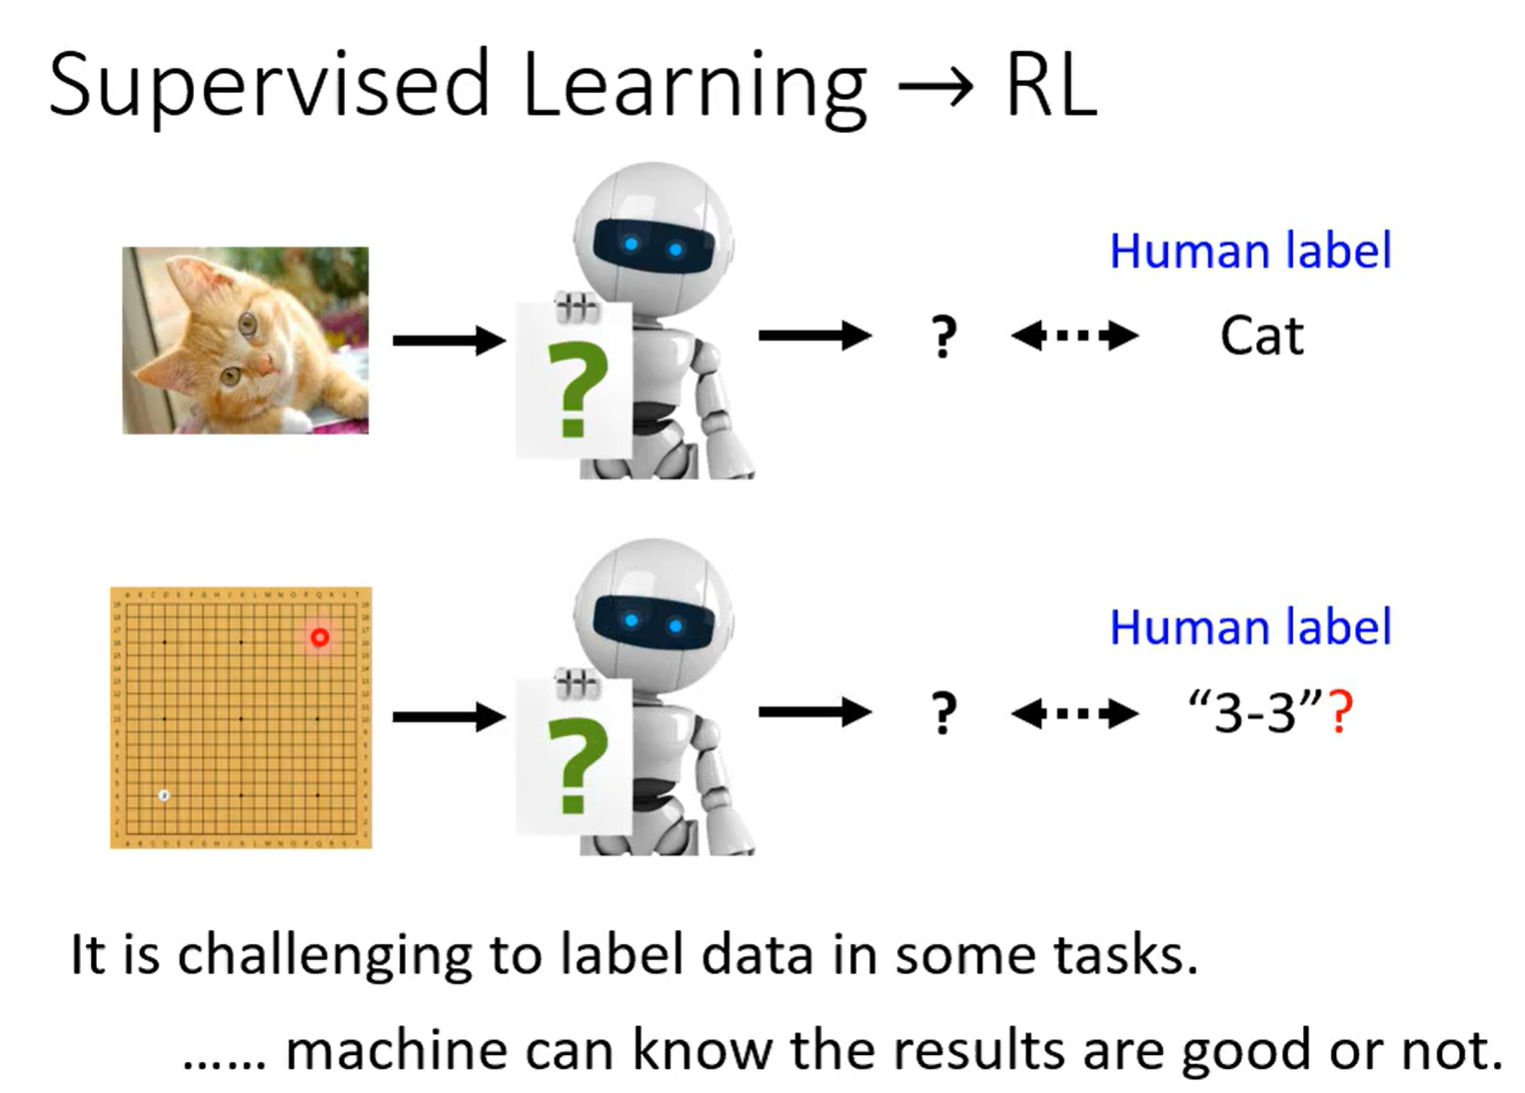 Supervised Learning → RL
Human label
?
?
Cat
Human label
?
?
“3-3”?
It is challenging to label data in some tasks.
…… machine can know the results are good or not.